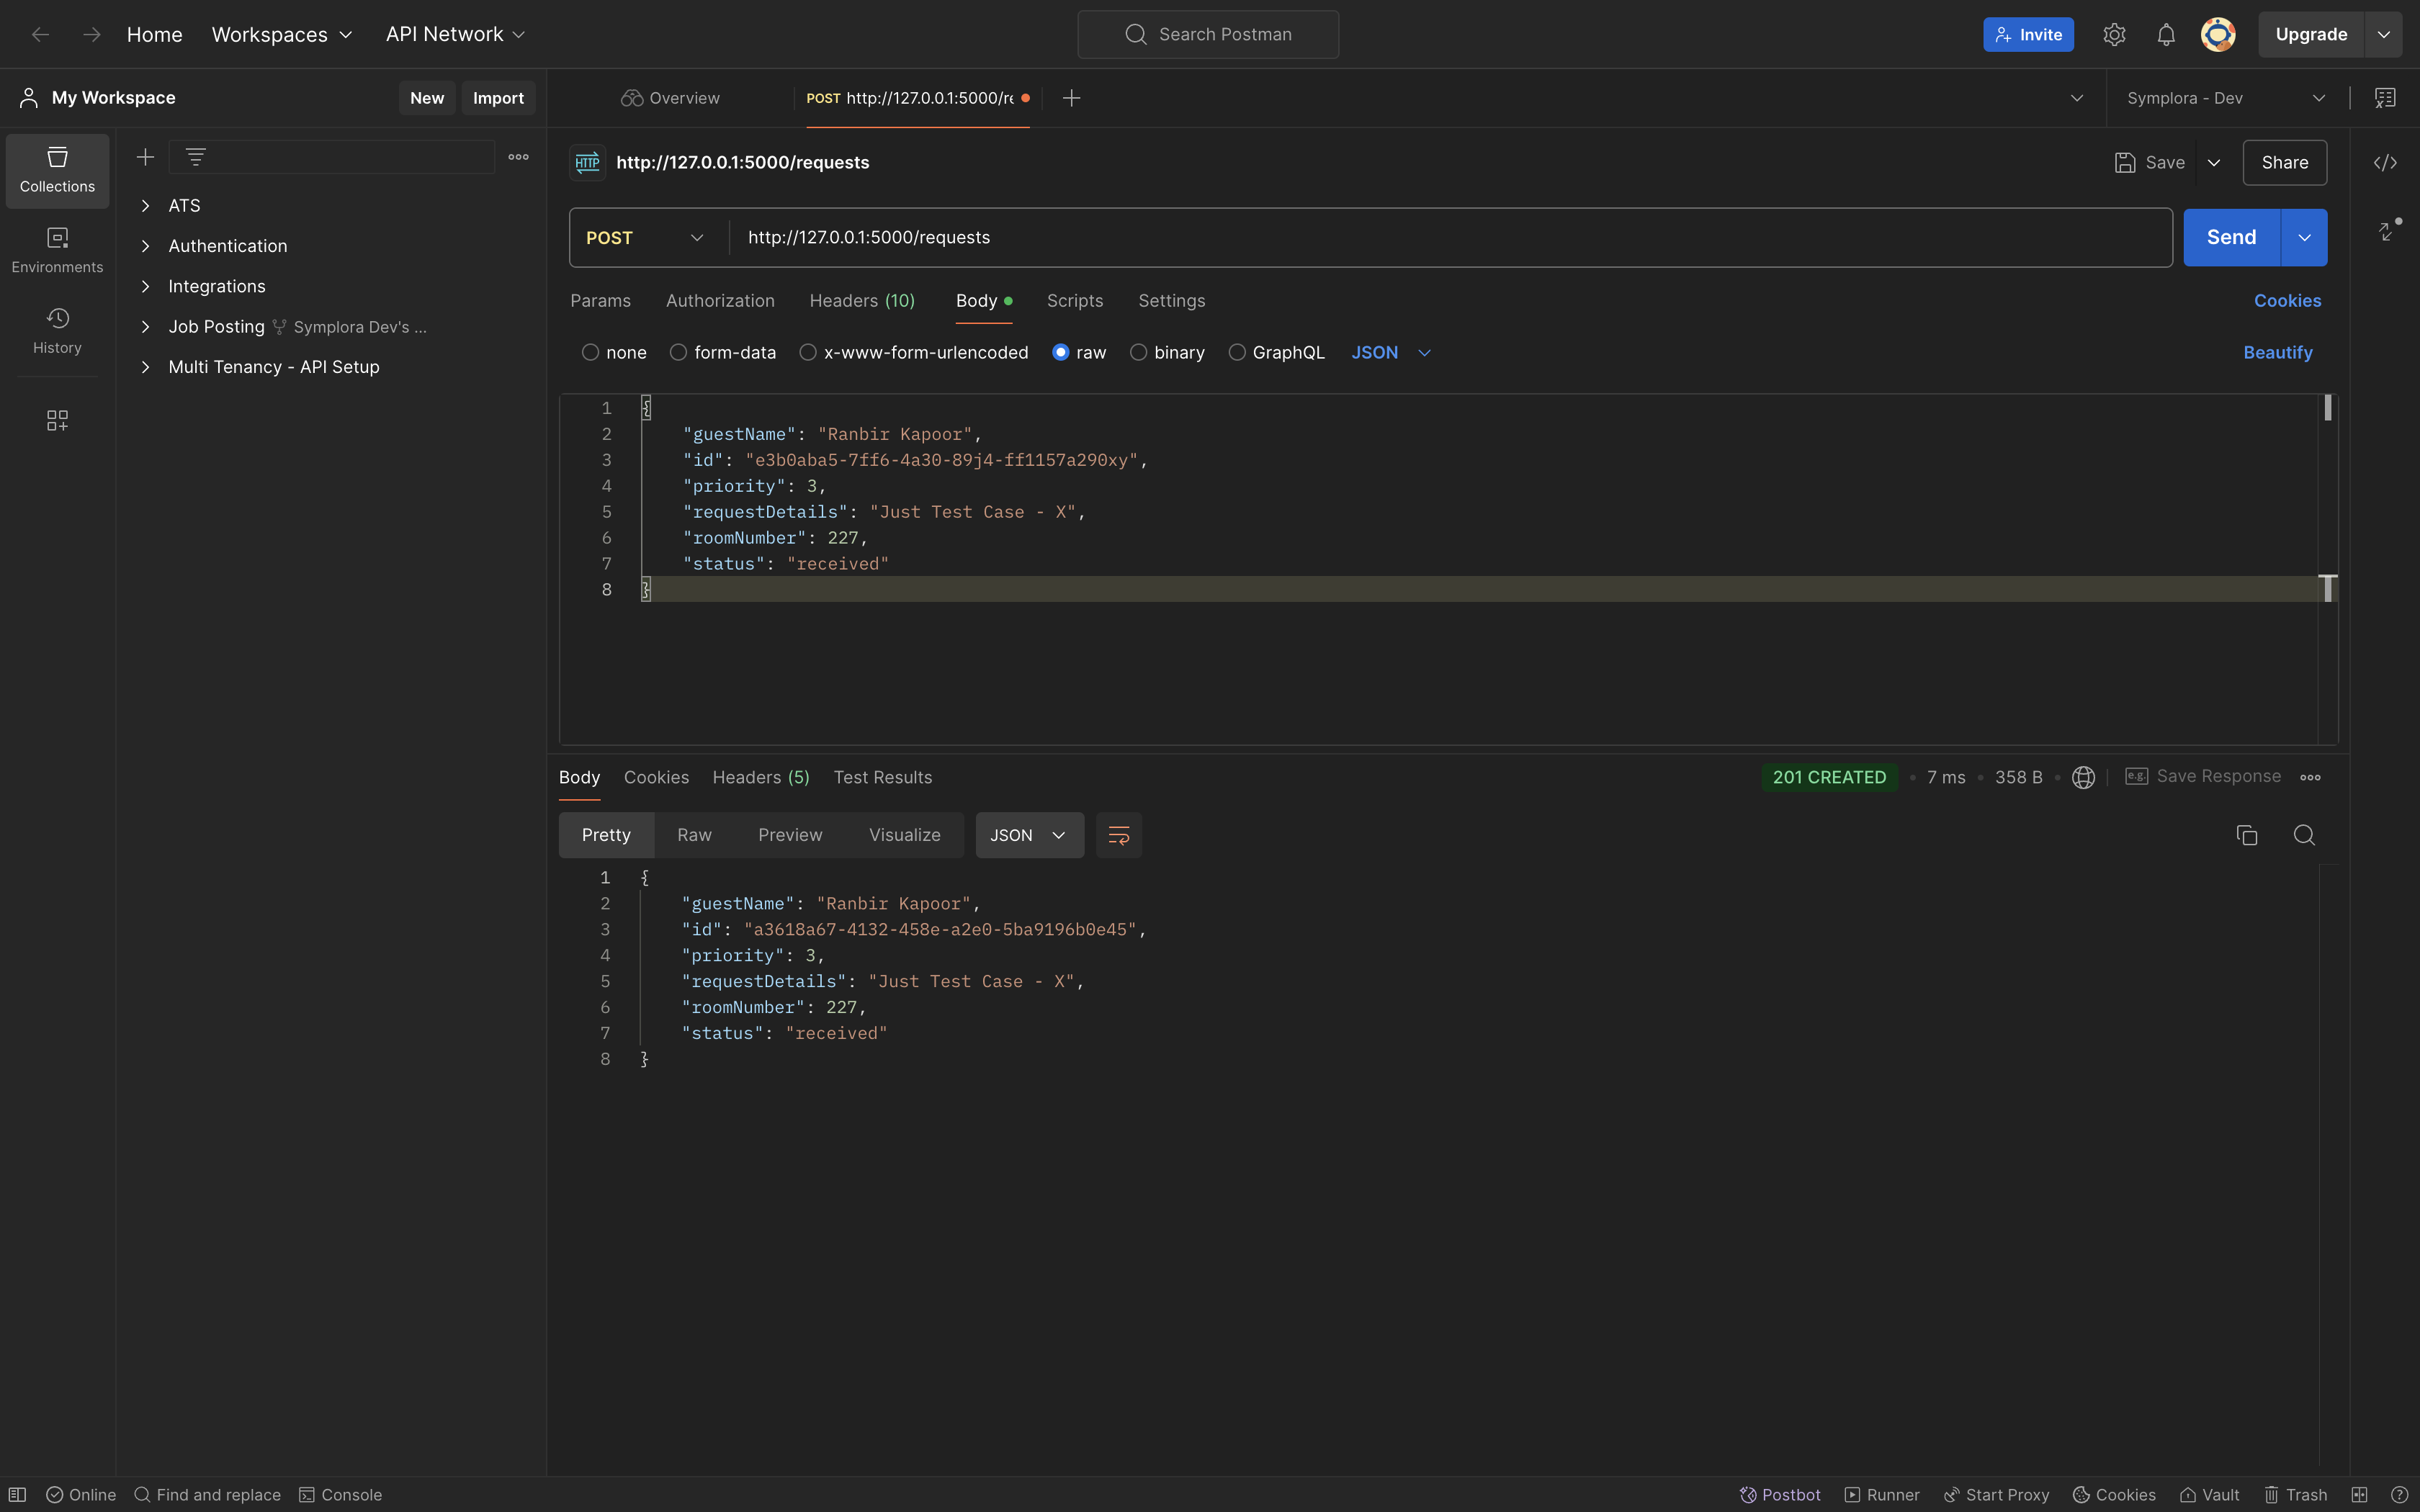 Home Workspaces API Network Search Postman Invite Upgrade
My Workspace New Import Overview POST http://127.0.0.1:5000/re Symplora - Dev
Collections
Environments
History
ATS
Authentication
Integrations
Job Posting Symplora Dev's ...
Multi Tenancy - API Setup
HTTP http://127.0.0.1:5000/requests Save Share
POST http://127.0.0.1:5000/requests Send
Params Authorization Headers (10) Body Scripts Settings Cookies
none form-data x-www-form-urlencoded raw binary GraphQL JSON Beautify
1 {
2 "guestName": "Ranbir Kapoor",
3 "id": "e3b0aba5-7ff6-4a30-89j4-ff1157a290xy",
4 "priority": 3,
5 "requestDetails": "Just Test Case - X",
6 "roomNumber": 227,
7 "status": "received"
8 }
Body Cookies Headers (5) Test Results 201 CREATED 7 ms 358 B e.g. Save Response
Pretty Raw Preview Visualize JSON
1 {
2 "guestName": "Ranbir Kapoor",
3 "id": "a3618a67-4132-458e-a2e0-5ba9196b0e45",
4 "priority": 3,
5 "requestDetails": "Just Test Case - X",
6 "roomNumber": 227,
7 "status": "received"
8 }
Online Find and replace Console Postbot Runner Start Proxy Cookies Vault Trash